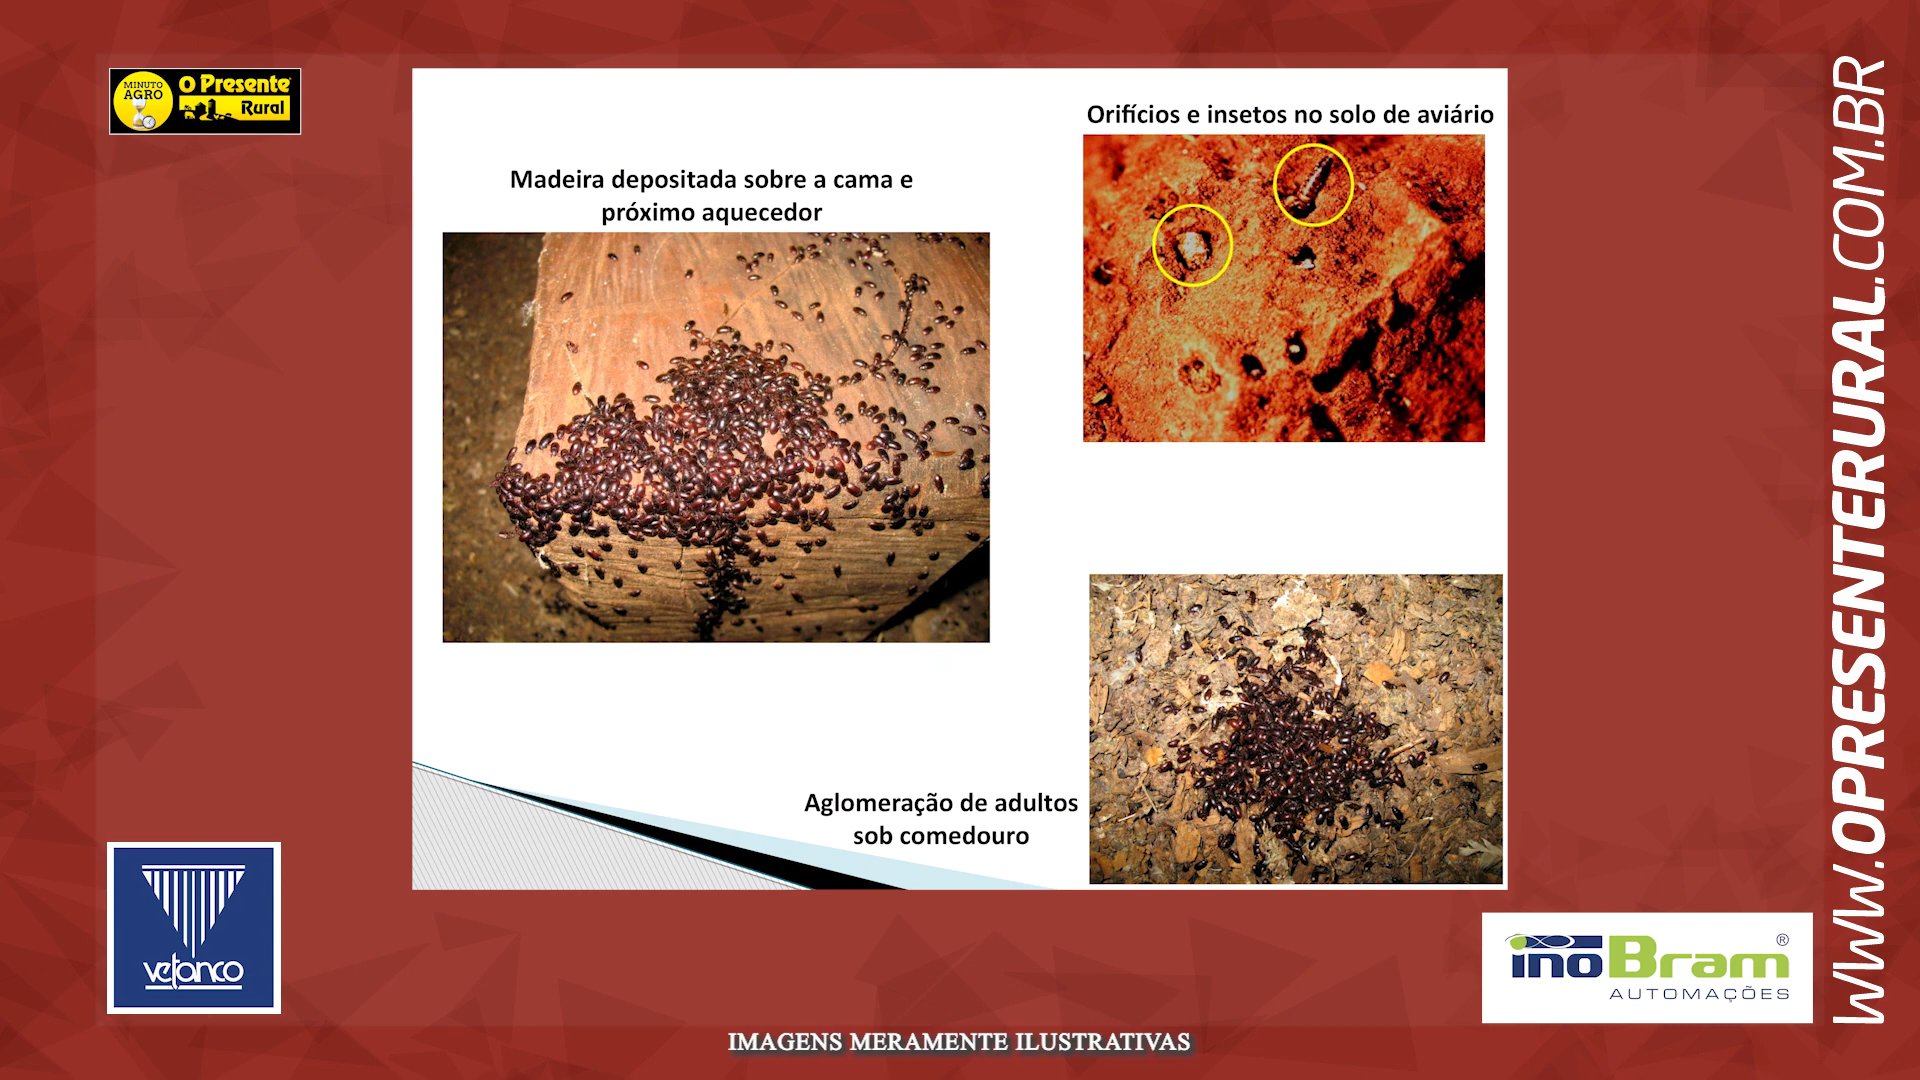 MINUTO
AGRO
O Presente
Rural
Orifícios e insetos no solo de aviário
Madeira depositada sobre a cama e
próximo aquecedor
Aglomeração de adultos
sob comedouro
vetanco
inoBram®
AUTOMAÇÕES
WWW.OPRESENTERURAL.COM.BR
IMAGENS MERAMENTE ILUSTRATIVAS